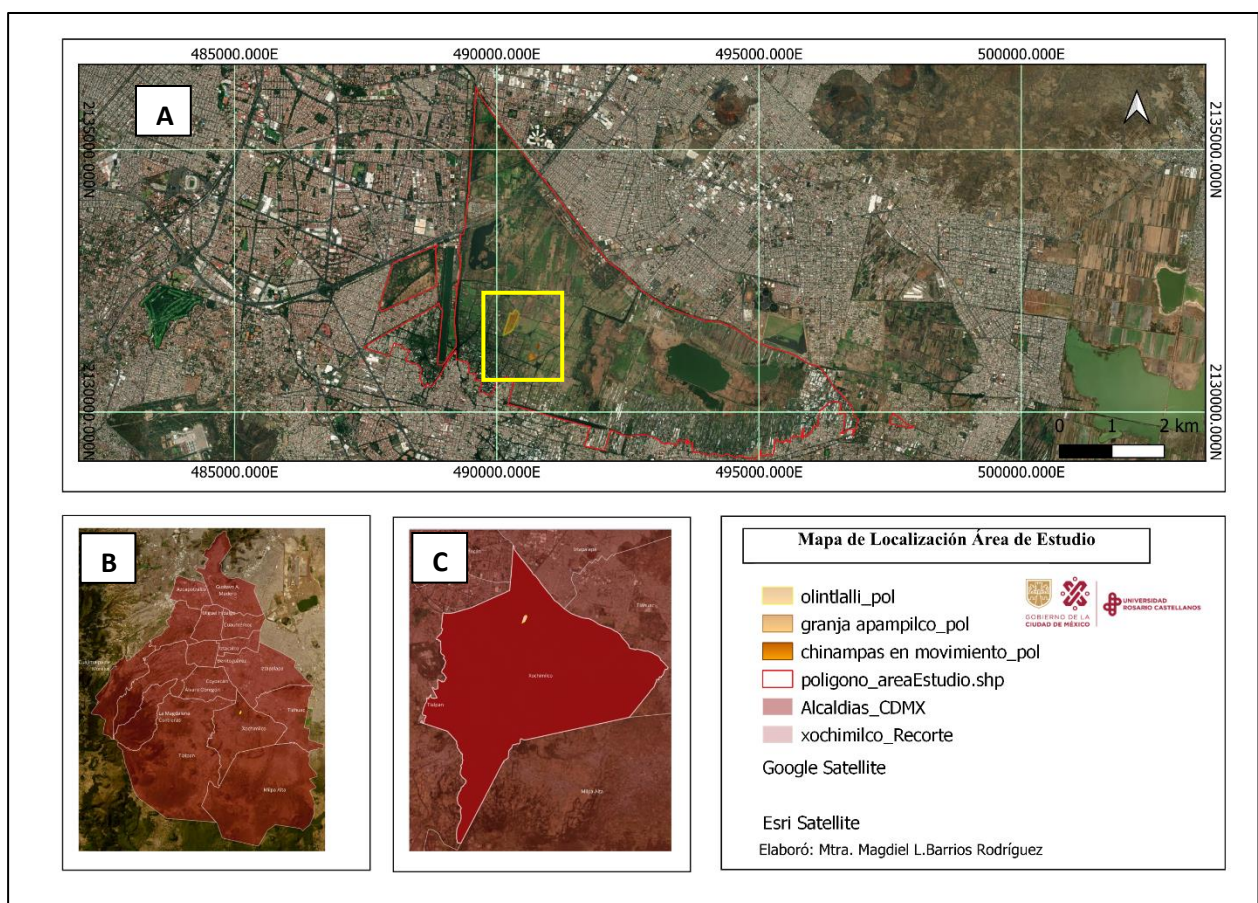 485000.000E 490000.000E 495000.000E 500000.000E
A
2135000.000N
2135000.000N
2130000.000N
2130000.000N
0 1 2 km
485000.000E 490000.000E 495000.000E 500000.000E
B
Azcapotzalco
Gustavo A.
Madero
Miguel Hidalgo
Cuauhtémoc
Iztacalco
Benito Juárez
Iztapalapa
Coyoacán
Álvaro Obregón
La Magdalena
Contreras
Tláhuac
Xochimilco
Tlalpan
Milpa Alta
C
Iztapalapa
Tláhuac
Xochimilco
Tlalpan
Milpa Alta
Mapa de Localización Área de Estudio
olintlalli_pol
granja apampilco_pol
chinampas en movimiento_pol
poligono_areaEstudio.shp
Alcaldias_CDMX
xochimilco_Recorte
GOBIERNO DE LA
CIUDAD DE MÉXICO
UNIVERSIDAD
ROSARIO CASTELLANOS
Google Satellite
Esri Satellite
Elaboró: Mtra. Magdiel L.Barrios Rodríguez